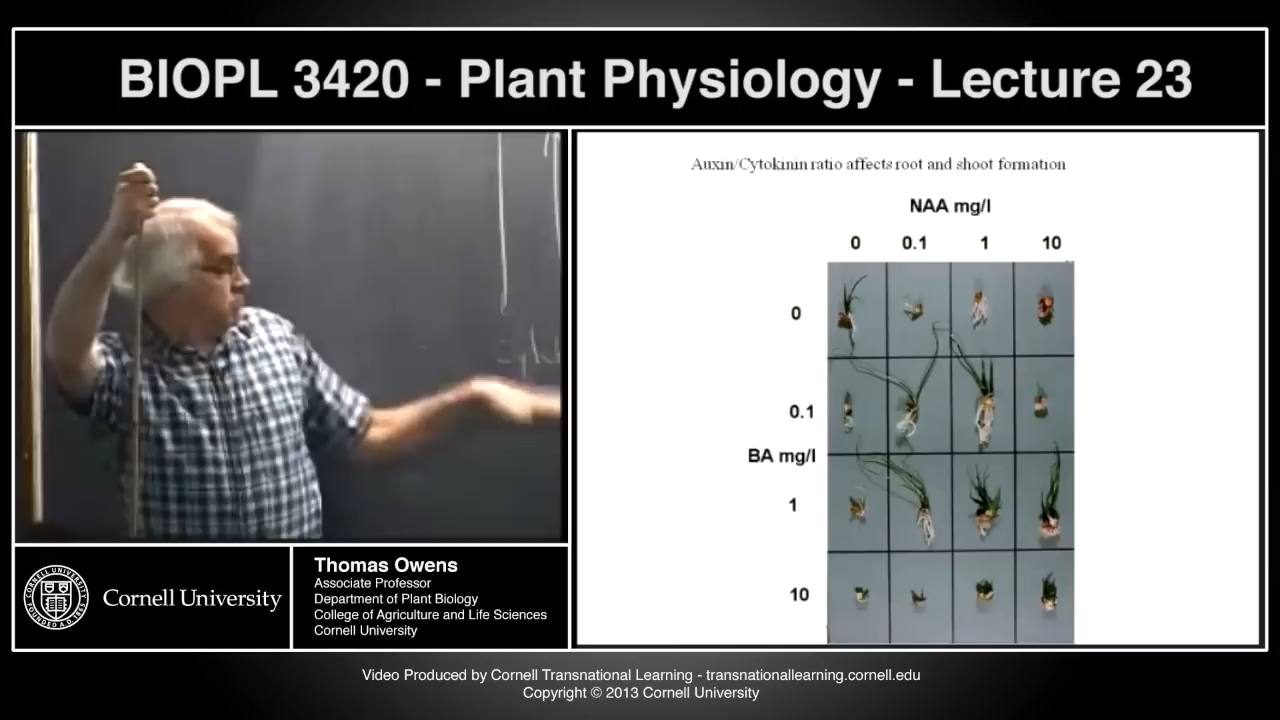 BIOPL 3420 - Plant Physiology - Lecture 23
Auxin/Cytokinin ratio affects root and shoot formation
NAA mg/l
0 0.1 1 10
0
0.1
BA mg/l
1
10
Cornell University
Thomas Owens
Associate Professor
Department of Plant Biology
College of Agriculture and Life Sciences
Cornell University
Video Produced by Cornell Transnational Learning - transnationallearning.cornell.edu
Copyright © 2013 Cornell University